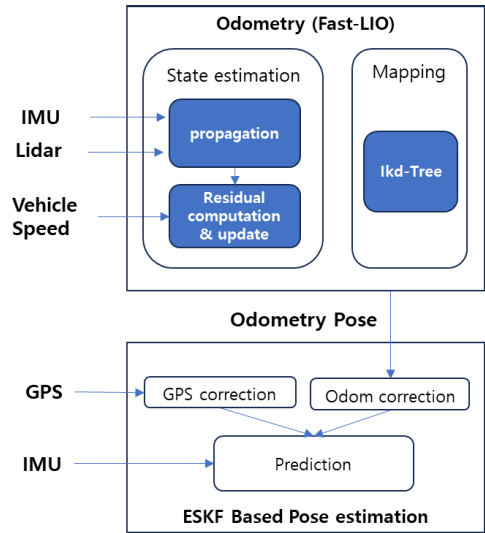 Odometry (Fast-LIO)
State estimation
Mapping
IMU
propagation
Lidar
Ikd-Tree
Vehicle
Speed
Residual
computation
& update
Odometry Pose
GPS
GPS correction
Odom correction
IMU
Prediction
ESKF Based Pose estimation